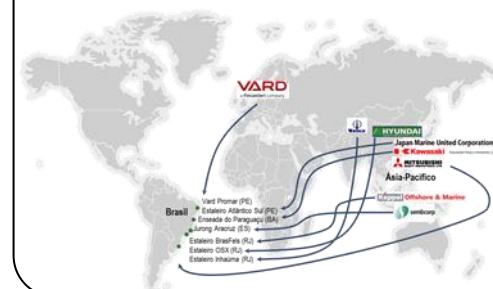 VARD
HYUNDAI
Japan Marine United Corporation
Kawasaki
MITSUBISHI
Ásia-Pacífico
Keppel Offshore & Marine
sembcorp
Brasil
Vard Promar (PE)
Estaleiro Atlântico Sul (PE)
Enseada do Paraguaçu (BA)
Jurong Aracruz (ES)
Estaleiro BrasFels (RJ)
Estaleiro OSX (RJ)
Estaleiro Inhaúma (RJ)